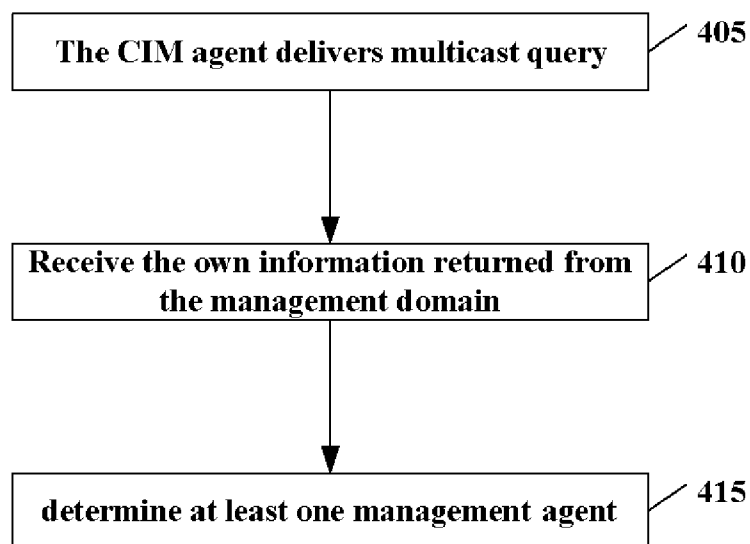 The CIM agent delivers multicast query
405
Receive the own information returned from
the management domain
410
determine at least one management agent
415